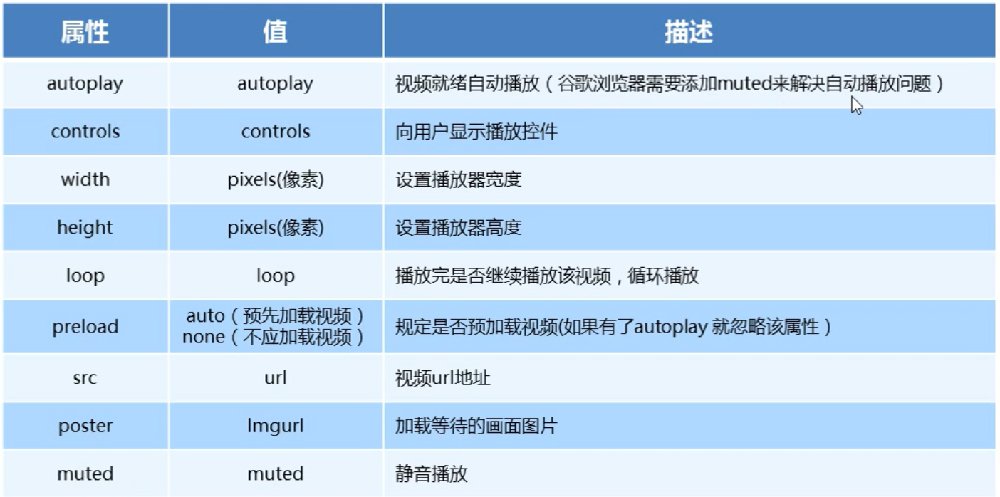 属性 值 描述
autoplay autoplay 视频就绪自动播放（谷歌浏览器需要添加muted来解决自动播放问题）
controls controls 向用户显示播放控件
width pixels(像素) 设置播放器宽度
height pixels(像素) 设置播放器高度
loop loop 播放完是否继续播放该视频，循环播放
preload auto（预先加载视频） 规定是否预加载视频(如果有了autoplay 就忽略该属性）
none（不应加载视频）
src url 视频url地址
poster Imgurl 加载等待的画面图片
muted muted 静音播放